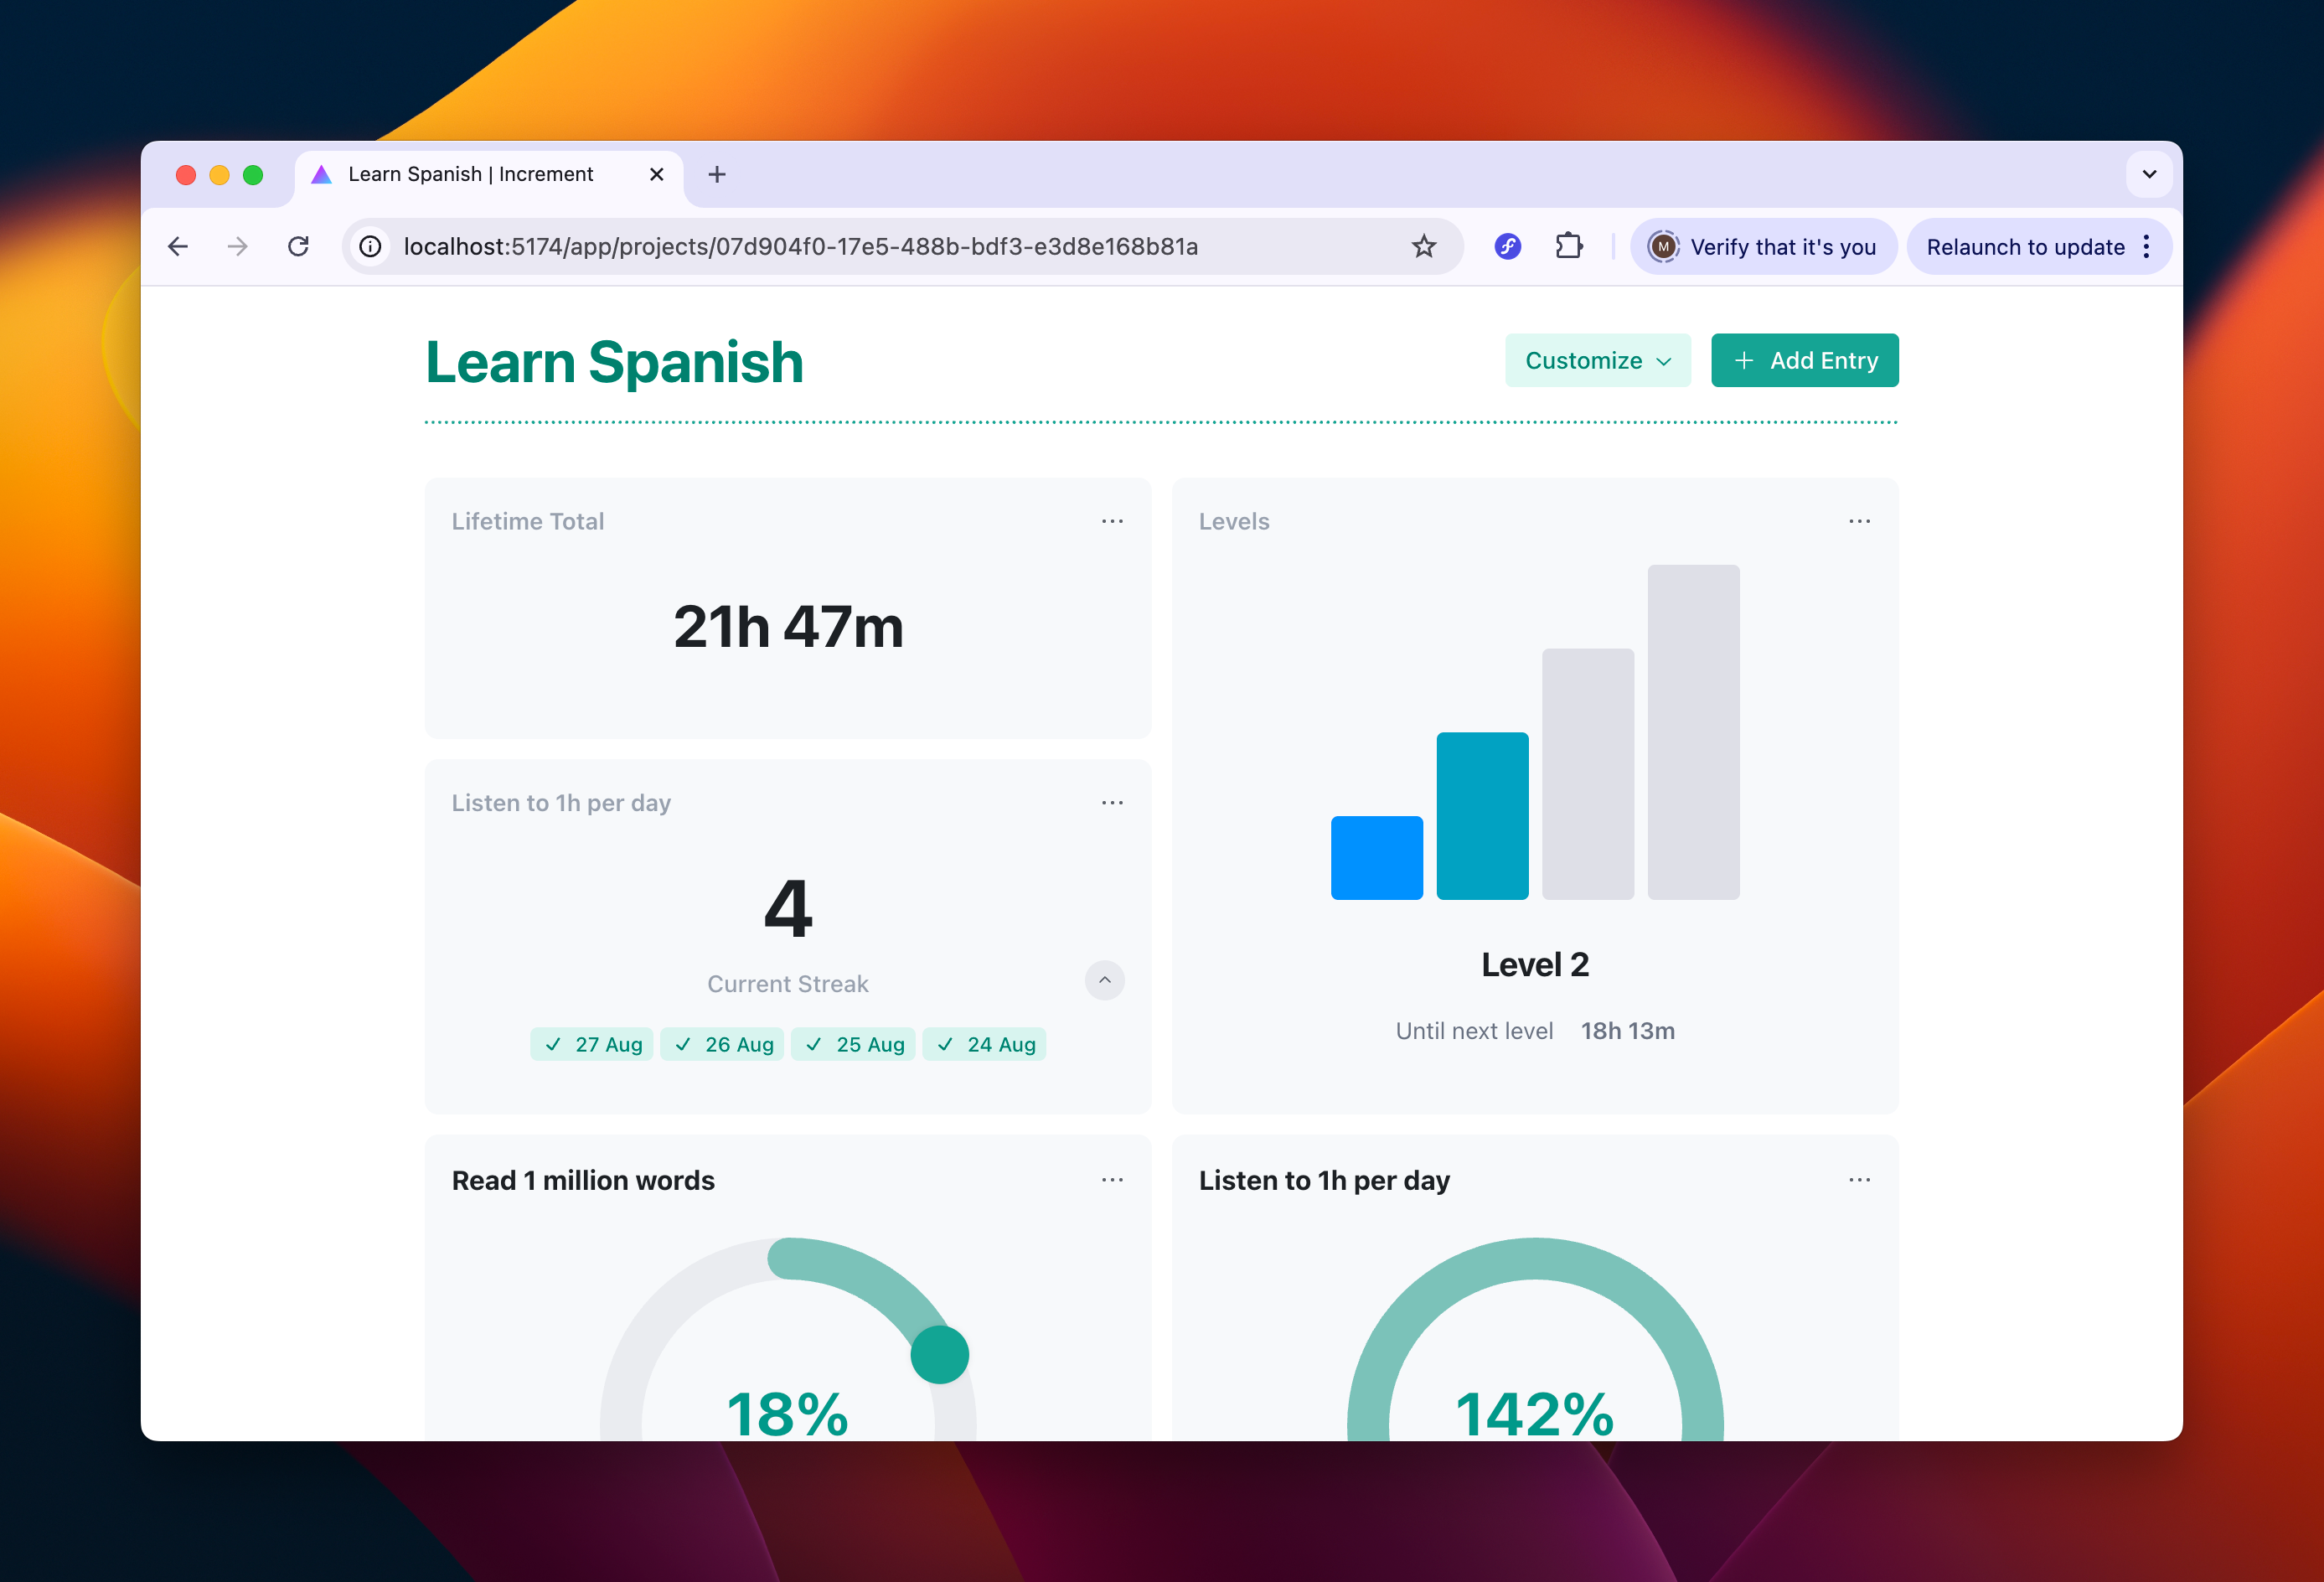 Learn Spanish | Increment
localhost:5174/app/projects/07d904f0-17e5-488b-bdf3-e3d8e168b81a
M
Verify that it's you
Relaunch to update
Learn Spanish
Customize
Add Entry
Lifetime Total
21h 47m
Listen to 1h per day
4
Current Streak
27 Aug
26 Aug
25 Aug
24 Aug
Levels
Level 2
Until next level 18h 13m
Read 1 million words
18%
Listen to 1h per day
142%